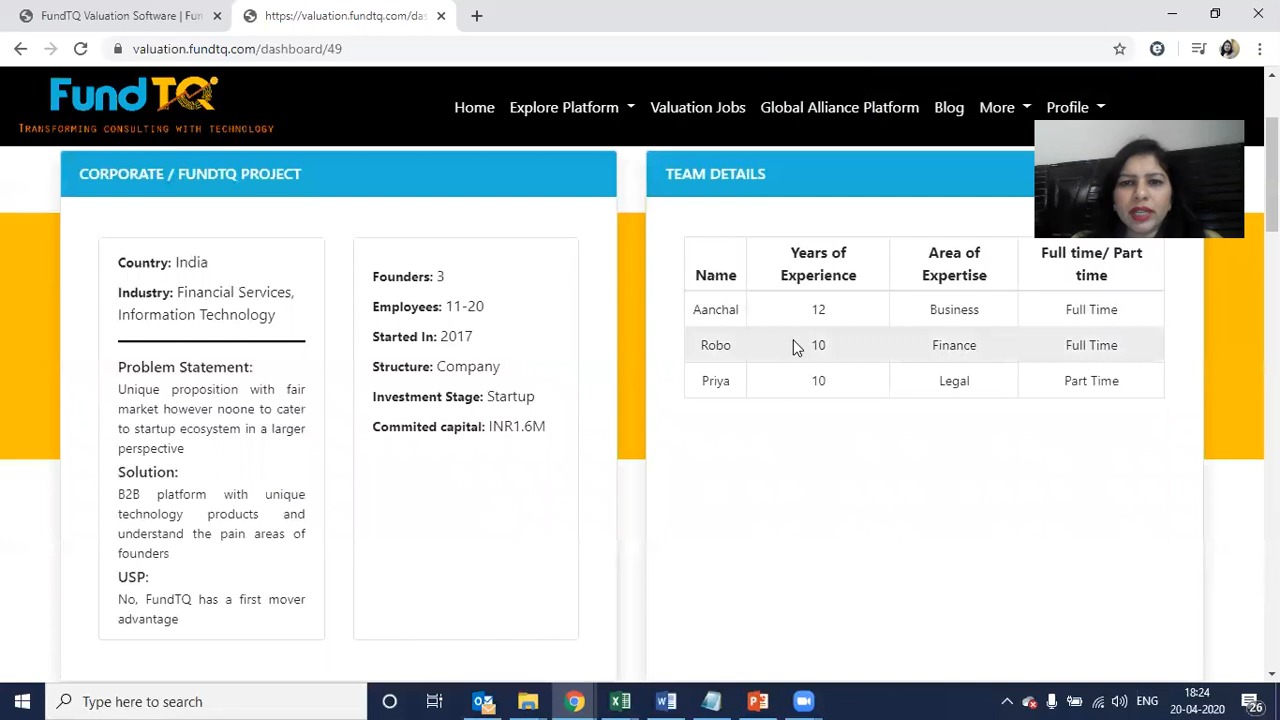 FundTQ Valuation Software | Fun
https://valuation.fundtq.com/das
valuation.fundtq.com/dashboard/49
FundTQ
TRANSFORMING CONSULTING WITH TECHNOLOGY
Home
Explore Platform
Valuation Jobs
Global Alliance Platform
Blog
More
Profile
CORPORATE / FUNDTQ PROJECT
Country: India
Industry: Financial Services,
Information Technology
Problem Statement:
Unique proposition with fair
market however noone to cater
to startup ecosystem in a larger
perspective
Solution:
B2B platform with unique
technology products and
understand the pain areas of
founders
USP:
No, FundTQ has a first mover
advantage
Founders: 3
Employees: 11-20
Started In: 2017
Structure: Company
Investment Stage: Startup
Commited capital: INR1.6M
TEAM DETAILS
Name Years of Experience Area of Expertise Full time/ Part time
Aanchal 12 Business Full Time
Robo 10 Finance Full Time
Priya 10 Legal Part Time
Type here to search
ENG
18:24
20-04-2020
26